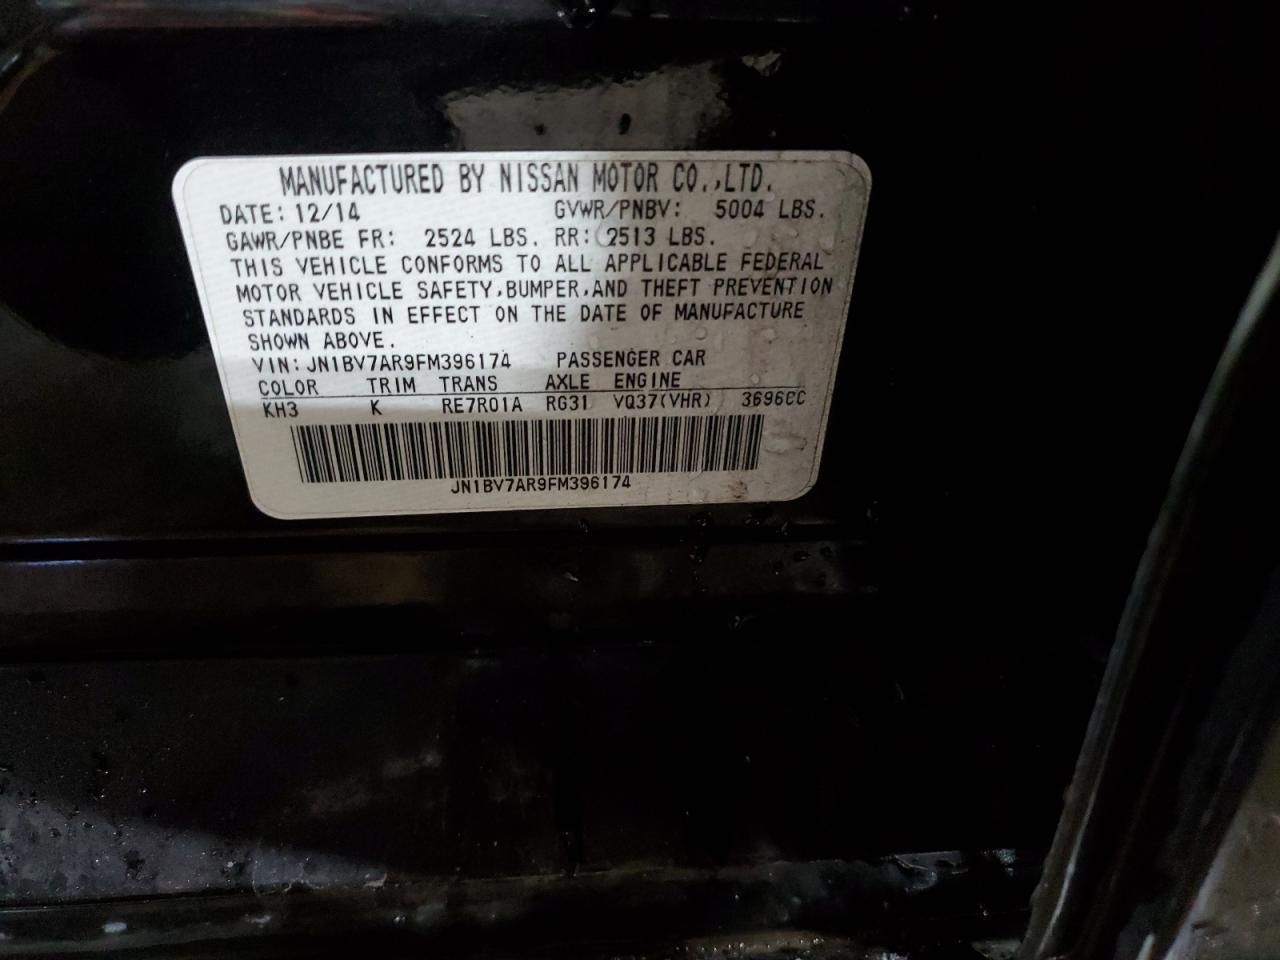 MANUFACTURED BY NISSAN MOTOR CO.,LTD.
DATE: 12/14 GVWR/PNBV: 5004 LBS.
GAWR/PNBE FR: 2524 LBS. RR: 2513 LBS.
THIS VEHICLE CONFORMS TO ALL APPLICABLE FEDERAL
MOTOR VEHICLE SAFETY,BUMPER,AND THEFT PREVENTION
STANDARDS IN EFFECT ON THE DATE OF MANUFACTURE
SHOWN ABOVE.
VIN: JN1BV7AR9FM396174 PASSENGER CAR
COLOR TRIM TRANS AXLE ENGINE
KH3 K RE7R01A RG31 VQ37(VHR) 3696CC
JN1BV7AR9FM396174